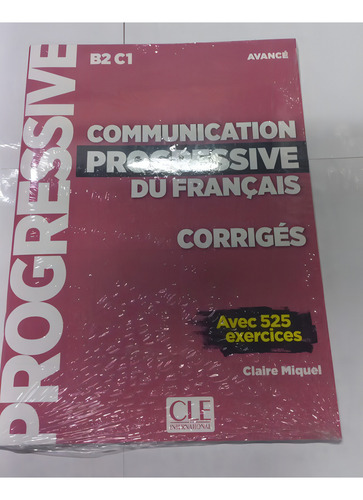 B2 C1
AVANCÉ
PROGRESSIVE
COMMUNICATION
PROGRESSIVE
DU FRANÇAIS
CORRIGÉS
Avec 525
exercices
Claire Miquel
CLE
INTERNATIONAL